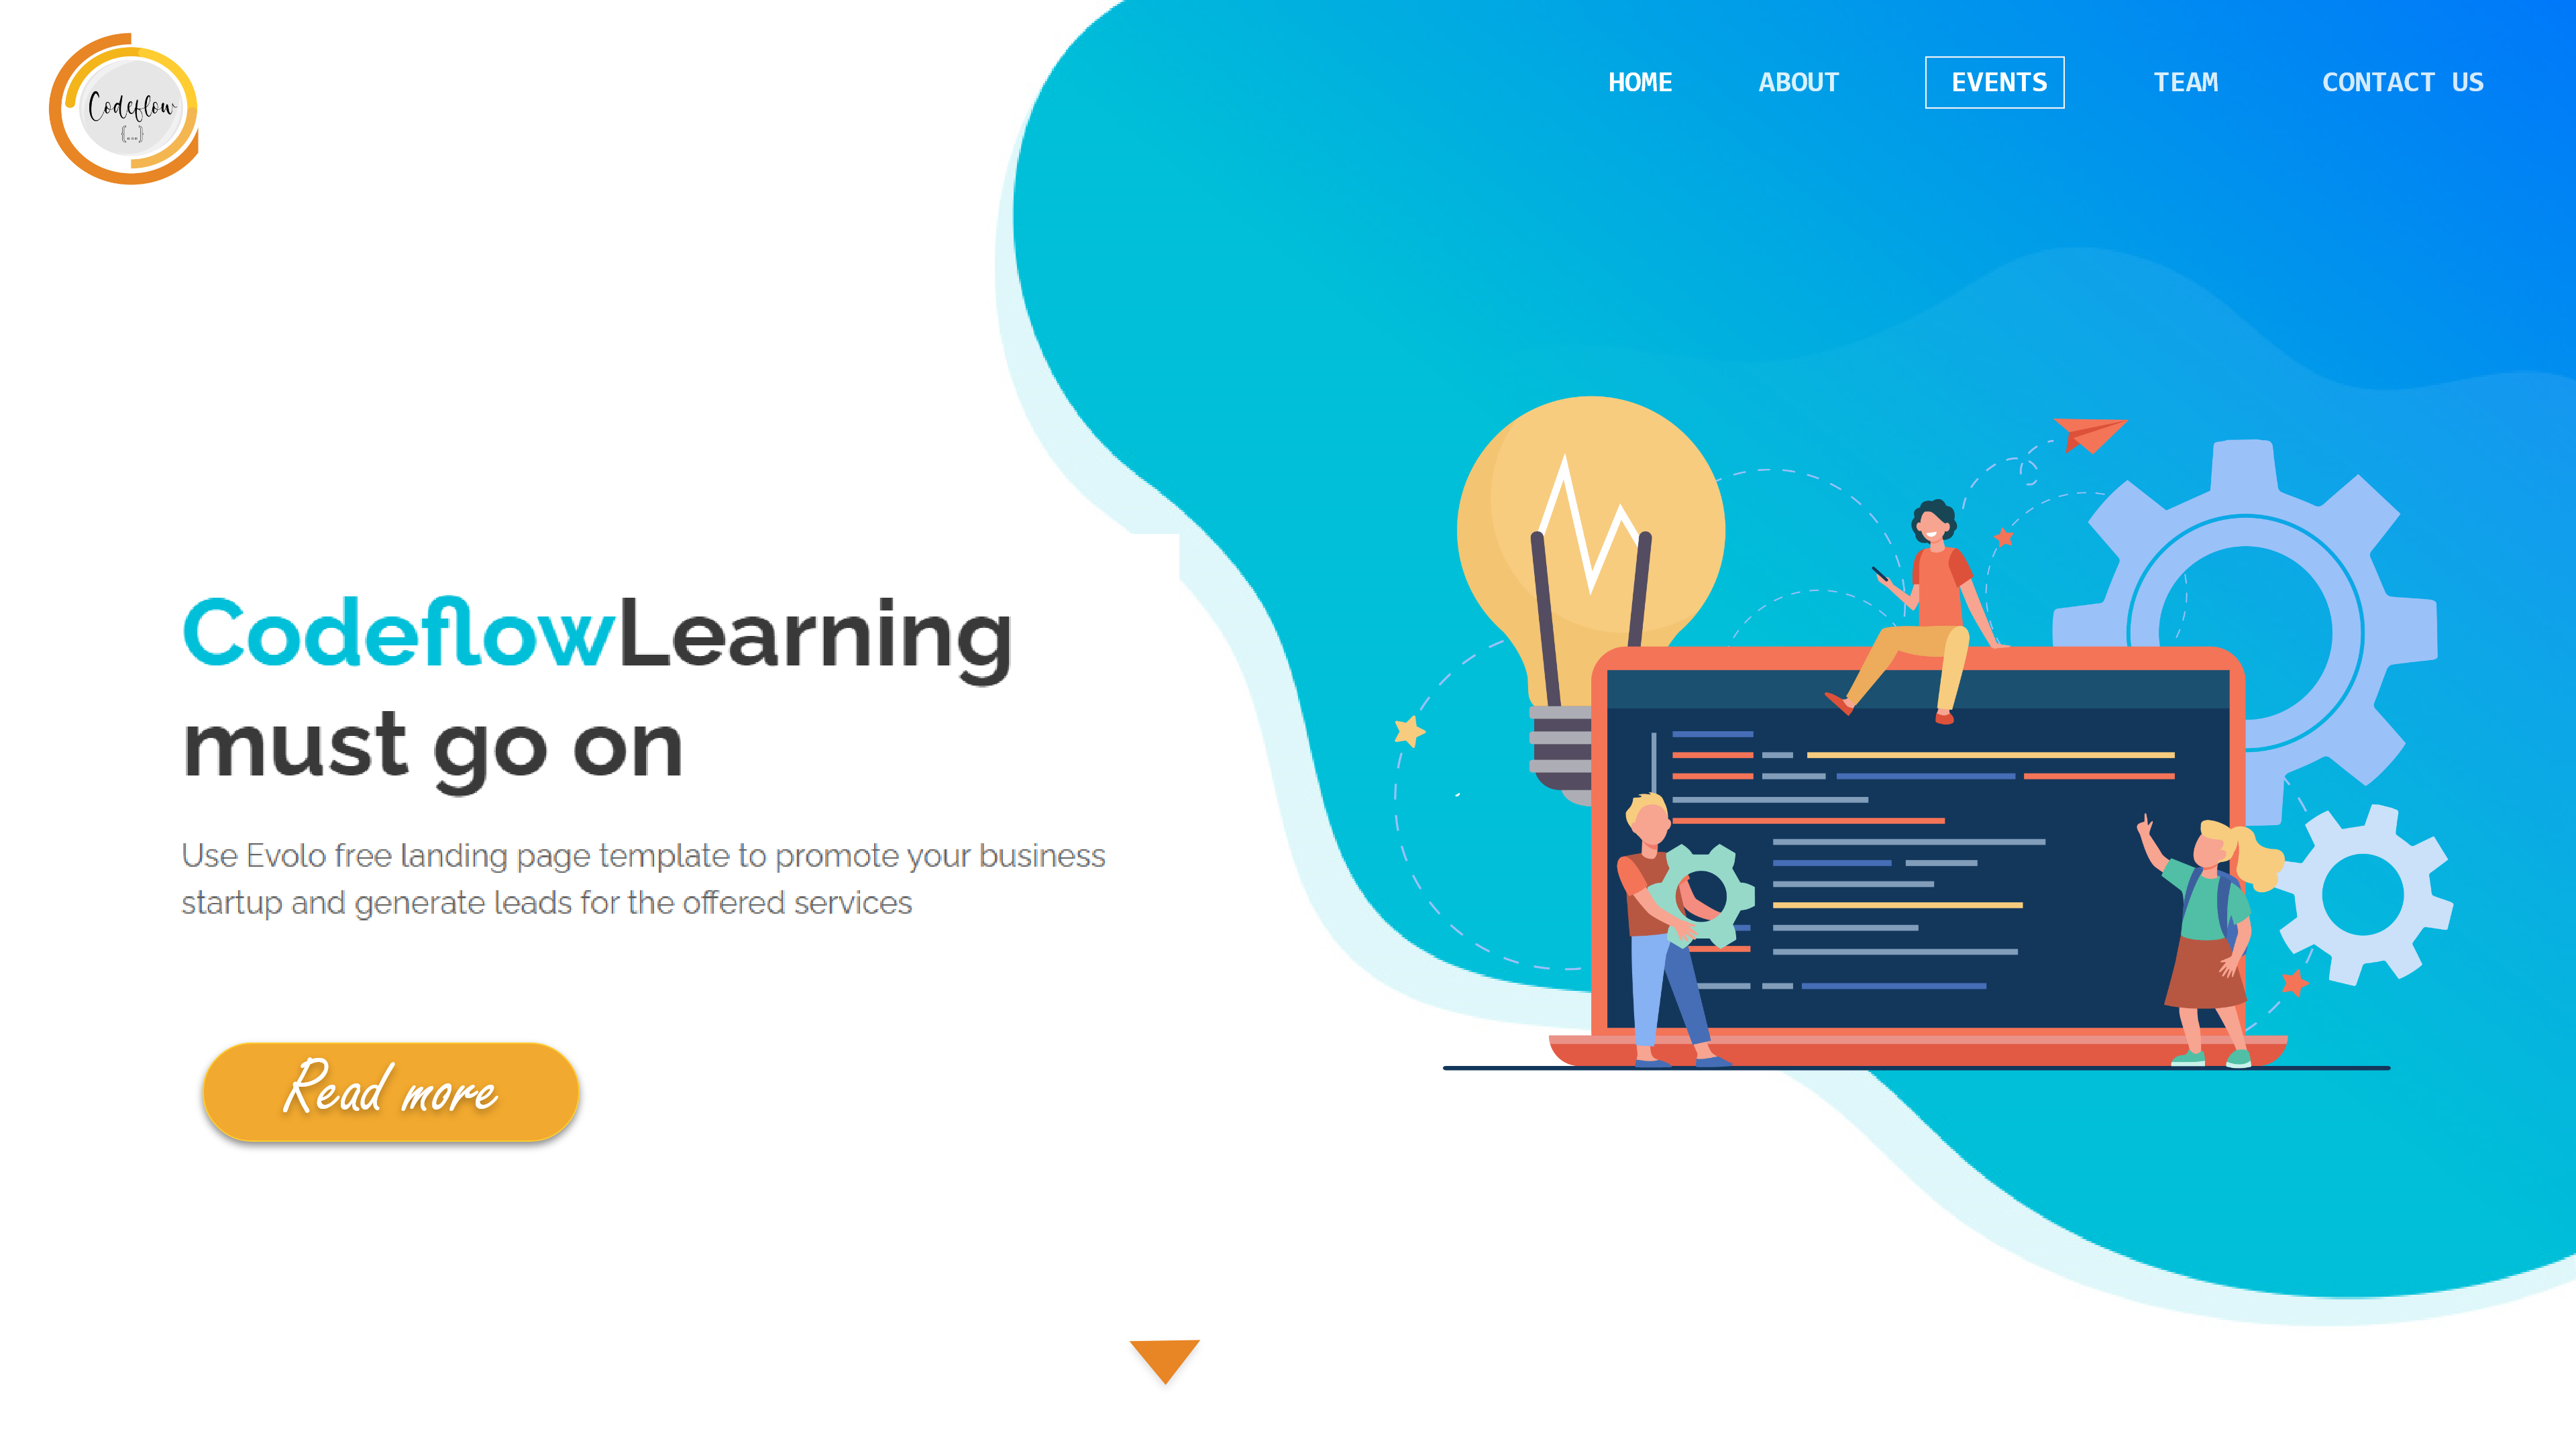 Codeflow
{...}
HOME ABOUT EVENTS TEAM CONTACT US
CodeflowLearning
must go on
Use Evolo free landing page template to promote your business
startup and generate leads for the offered services
Read more